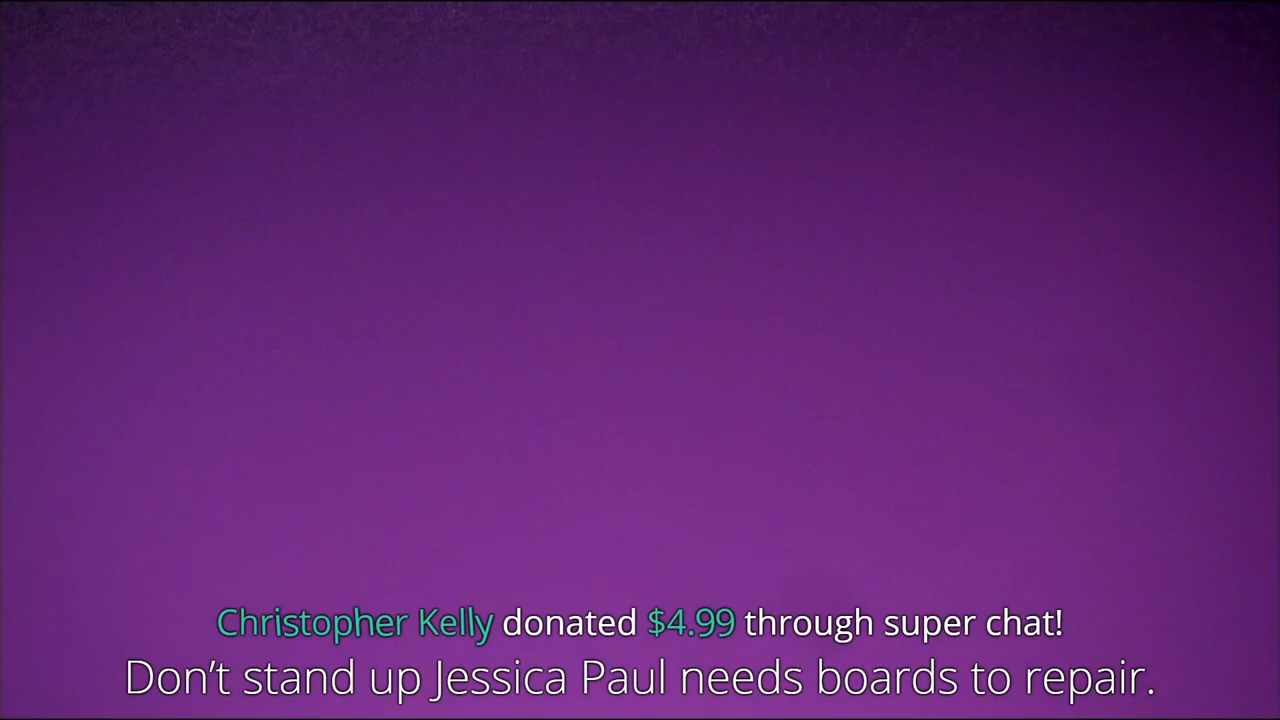 Christopher Kelly donated $4.99 through super chat!
Don’t stand up Jessica Paul needs boards to repair.